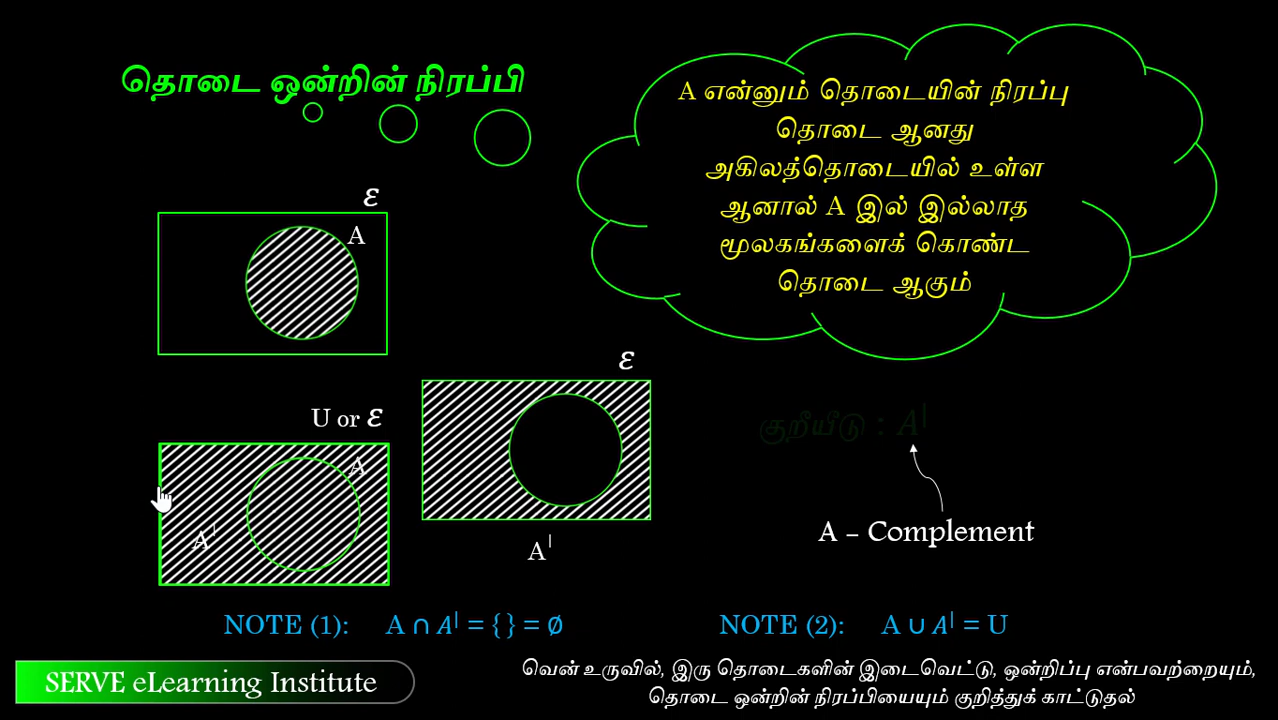 தொடை ஒன்றின் நிரப்பி
A என்னும் தொடையின் நிரப்பு
தொடை ஆனது
அகிலத்தொடையில் உள்ள
ஆனால் A இல் இல்லாத
மூலகங்களைக் கொண்ட
தொடை ஆகும்
ℰ
A
ℰ
A|
U or ℰ
A
A|
குறியீடு : A|
A – Complement
NOTE (1): A ∩ A| = { } = ∅
NOTE (2): A ∪ A| = U
SERVE eLearning Institute
வென் உருவில், இரு தொடைகளின் இடைவெட்டு, ஒன்றிப்பு என்பவற்றையும்,
தொடை ஒன்றின் நிரப்பியையும் குறித்துக் காட்டுதல்